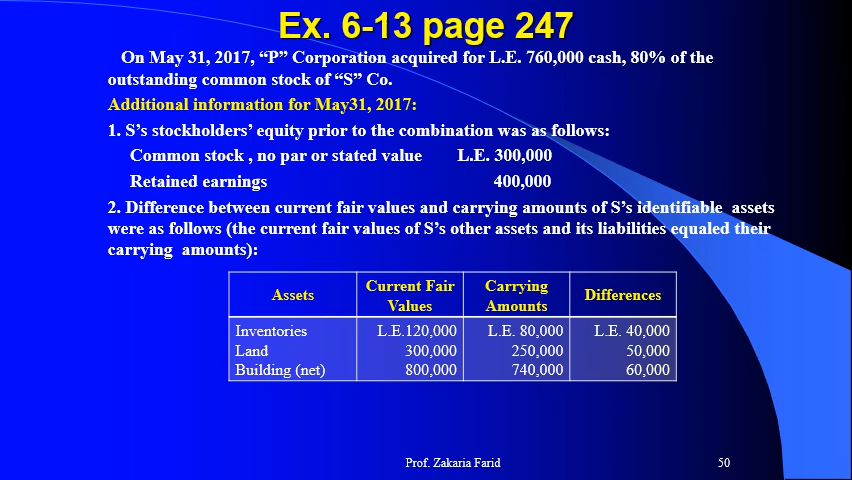 Ex. 6-13 page 247
On May 31, 2017, “P” Corporation acquired for L.E. 760,000 cash, 80% of the
outstanding common stock of “S” Co.
Additional information for May31, 2017:
1. S’s stockholders’ equity prior to the combination was as follows:
Common stock , no par or stated value L.E. 300,000
Retained earnings 400,000
2. Difference between current fair values and carrying amounts of S’s identifiable assets
were as follows (the current fair values of S’s other assets and its liabilities equaled their
carrying amounts):
Assets Current Fair Values Carrying Amounts Differences
Inventories L.E.120,000 L.E. 80,000 L.E. 40,000
Land 300,000 250,000 50,000
Building (net) 800,000 740,000 60,000
Prof. Zakaria Farid 50